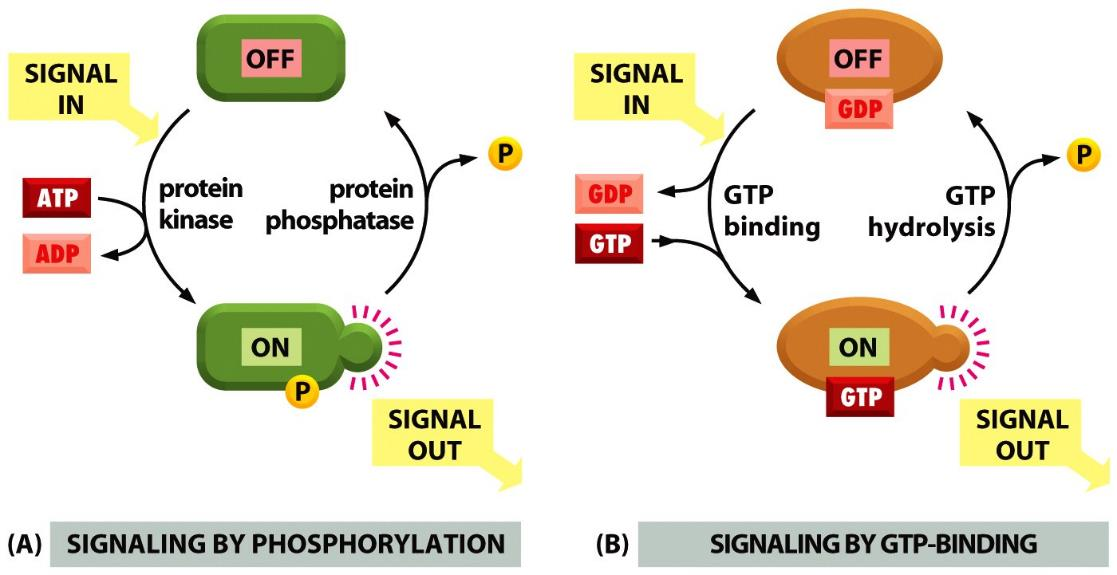 OFF
SIGNAL
IN
P
ATP
protein
kinase
protein
phosphatase
ADP
ON
P
SIGNAL
OUT
(A) SIGNALING BY PHOSPHORYLATION
OFF
GDP
SIGNAL
IN
P
GDP
GTP
binding
GTP
hydrolysis
GTP
ON
GTP
SIGNAL
OUT
(B) SIGNALING BY GTP-BINDING